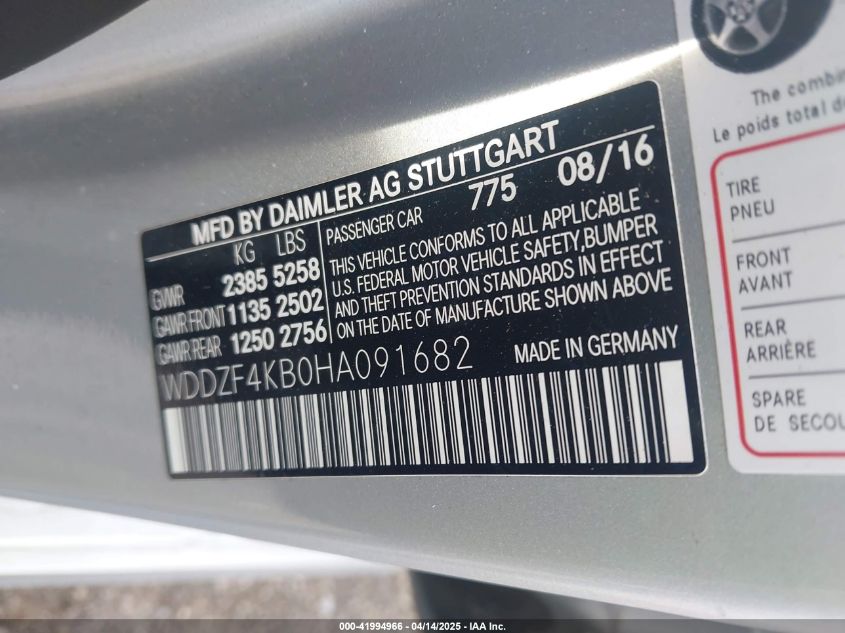 MFD BY DAIMLER AG STUTTGART
KG LBS
GVWR 2385 5258
GAWR FRONT 1135 2502
GAWR REAR 1250 2756
PASSENGER CAR 775 08/16
THIS VEHICLE CONFORMS TO ALL APPLICABLE
U.S. FEDERAL MOTOR VEHICLE SAFETY, BUMPER
AND THEFT PREVENTION STANDARDS IN EFFECT
ON THE DATE OF MANUFACTURE SHOWN ABOVE
WDDZF4KB0HA091682 MADE IN GERMANY
The combin
Le poids total d
TIRE
PNEU
FRONT
AVANT
REAR
ARRIÈRE
SPARE
DE SECOU
000-41994966 - 04/14/2025 - IAA Inc.